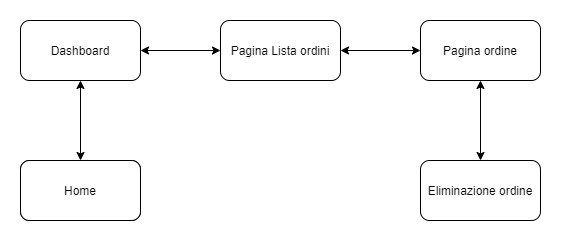 Dashboard
Pagina Lista ordini
Pagina ordine
Home
Eliminazione ordine